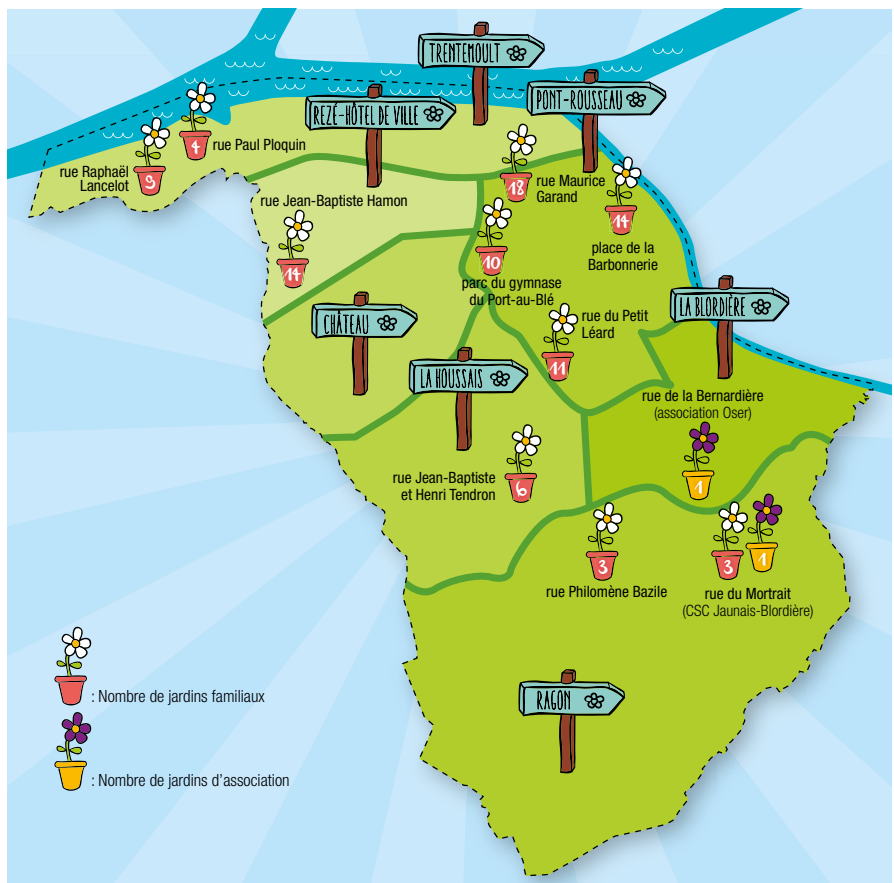 TRENTEMOULT
PONT-ROUSSEAU
REZÉ-HÔTEL DE VILLE
4
rue Paul Ploquin
9
rue Raphaël
Lancelot
18
rue Maurice
Garand
14
place de la
Barbonnerie
rue Jean-Baptiste Hamon
14
10
parc du gymnase
du Port-au-Blé
LA BLORDIÈRE
CHÂTEAU
rue du Petit
Léard
11
LA HOUSSAIS
rue de la Bernardière
(association Oser)
1
rue Jean-Baptiste
et Henri Tendron
6
3
rue Philomène Bazile
3
1
rue du Mortrait
(CSC Jaunais-Blordière)
RAGON
: Nombre de jardins familiaux
: Nombre de jardins d’association